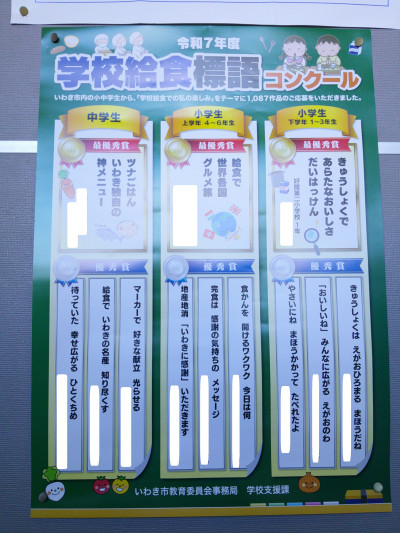 令和7年度
学校給食標語コンクール
いわき市内の小中学生から、「学校給食での私の楽しみ」をテーマに1,087作品のご応募をいただきました。
小学生
下学年 1~3年生
最優秀賞
きゅうしょくで
あらたなおいしさ
だいはっけん
好間第二小学校 1年
優秀賞
きゅうしょくは えがおひろまる まほうだね
「おいしいね」 みんなに広がる えがおのわ
やさいにね まほうかかって たべれたよ
小学生
上学年 4~6年生
最優秀賞
給食で
世界各国
グルメ旅
優秀賞
食かんを 開けるワクワク 今日は何
完食は 感謝の気持ちの メッセージ
地産地消 「いわきに感謝」 いただきます
中学生
最優秀賞
ツナごはん
いわき独自の
神メニュー
優秀賞
マーカーで 好きな献立 光らせる
給食で いわきの名産 知り尽くす
待っていた 幸せ広がる ひとくちめ
いわき市教育委員会事務局 学校支援課